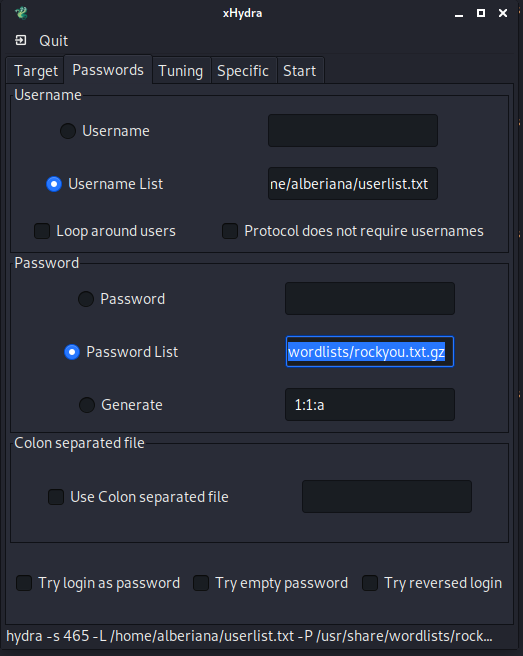 xHydra
Quit
Target Passwords Tuning Specific Start
Username
Username
Username List ne/alberiana/userlist.txt
Loop around users Protocol does not require usernames
Password
Password
Password List wordlists/rockyou.txt.gz
Generate 1:1:a
Colon separated file
Use Colon separated file
Try login as password Try empty password Try reversed login
hydra -s 465 -L /home/alberiana/userlist.txt -P /usr/share/wordlists/rock...